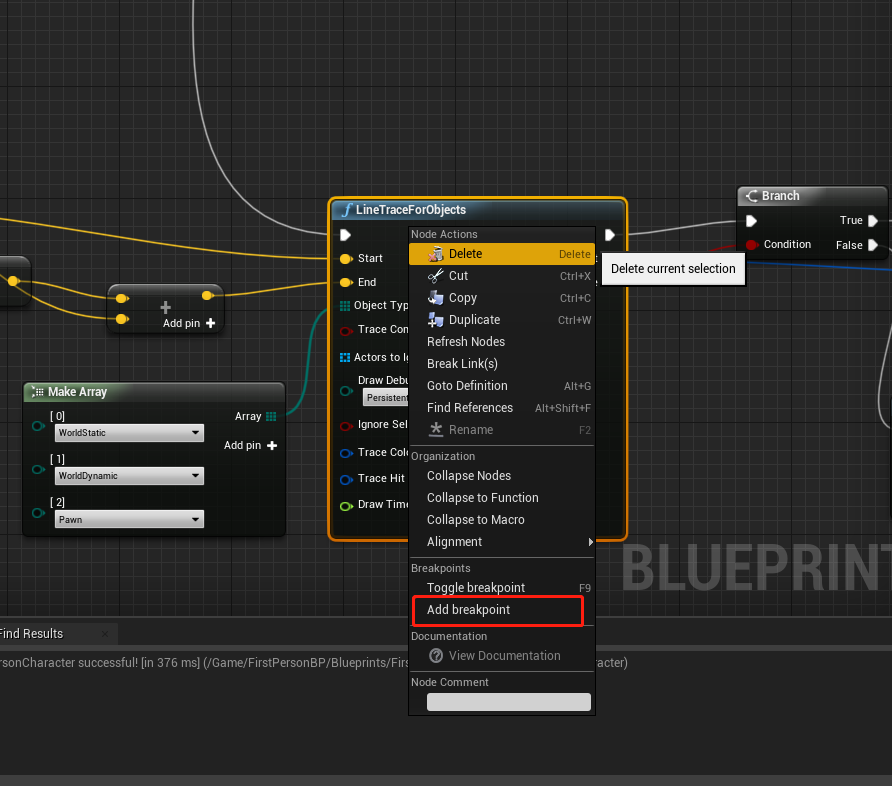 LineTraceForObjects
Start
End
Object Typ
Trace Con
Actors to Ig
Draw Debu
Persistent
Ignore Sel
Trace Colo
Trace Hit
Draw Time
Node Actions
Delete Delete
Cut Ctrl+X
Copy Ctrl+C
Duplicate Ctrl+W
Refresh Nodes
Break Link(s)
Goto Definition Alt+G
Find References Alt+Shift+F
Rename F2
Organization
Collapse Nodes
Collapse to Function
Collapse to Macro
Alignment
Breakpoints
Toggle breakpoint F9
Add breakpoint
Documentation
View Documentation
Node Comment
Delete current selection
Branch
True
Condition False
Add pin
Make Array
[ 0] Array
WorldStatic
Add pin
[ 1]
WorldDynamic
[ 2]
Pawn
BLUEPRINT
Find Results
rsonCharacter successful! [in 376 ms] (/Game/FirstPersonBP/Blueprints/Firs
racter)